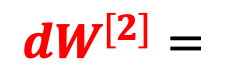 dW[2] =